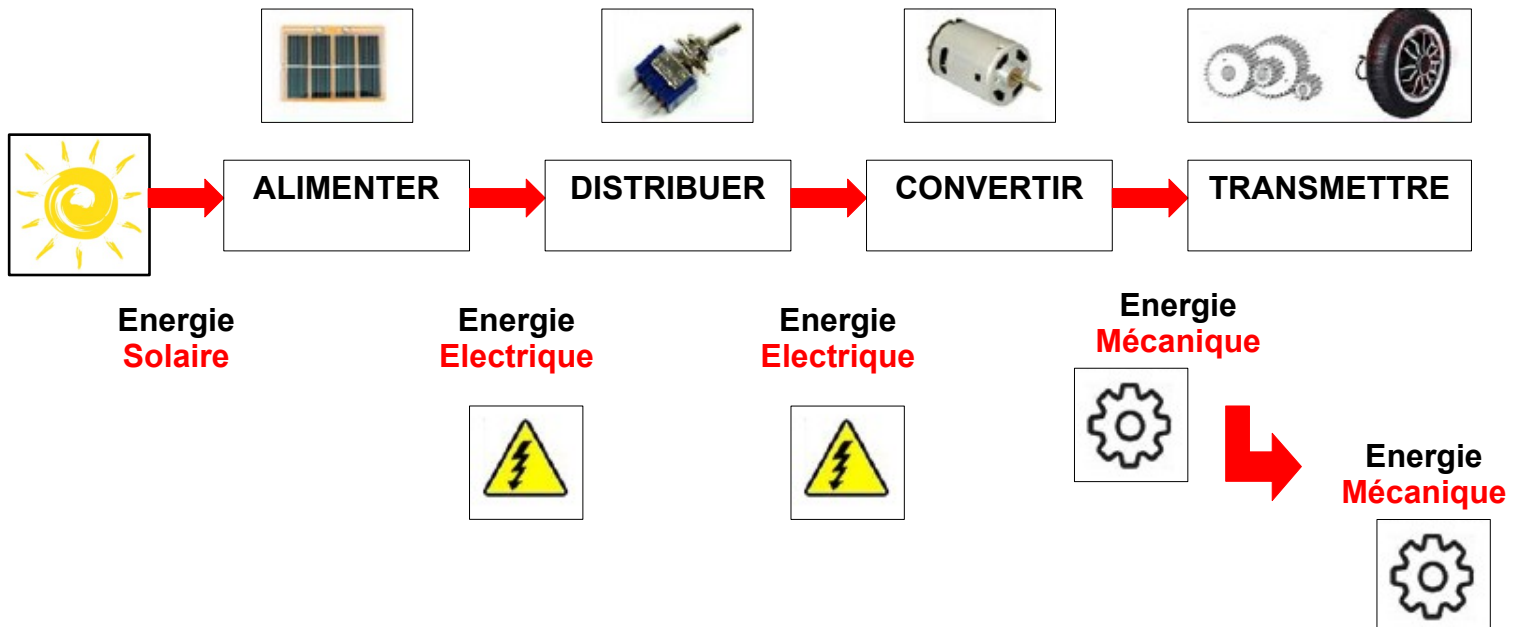 ALIMENTER
DISTRIBUER
CONVERTIR
TRANSMETTRE
Energie
Solaire
Energie
Electrique
Energie
Electrique
Energie
Mécanique
Energie
Mécanique